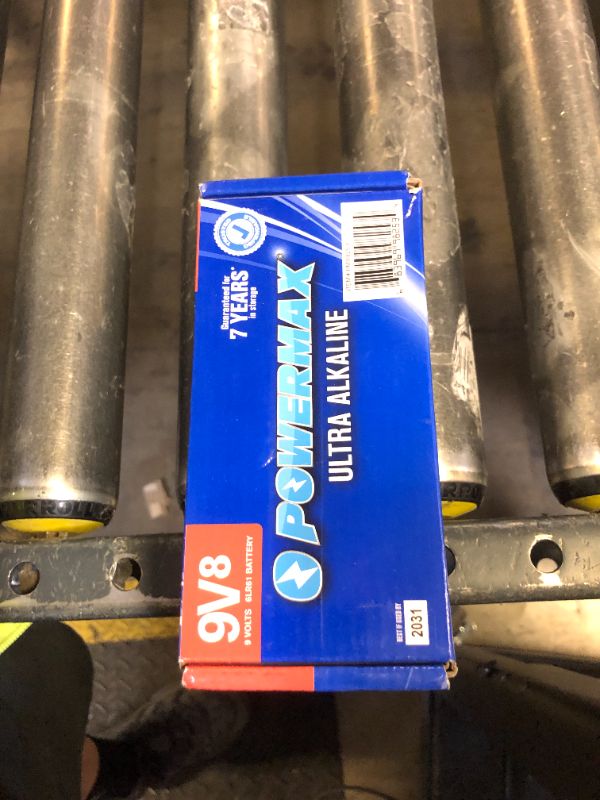 Guaranteed for
7 YEARS*
in storage
POWERMAX
ULTRA ALKALINE
9V8
9 VOLTS 6LR61 BATTERY
BEST IF USED BY
2031